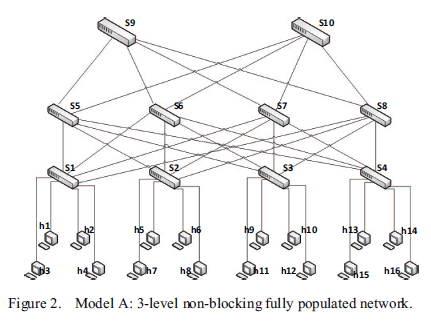 S9 S10
S5 S6 S7 S8
S1 S2 S3 S4
h1 h2 h5 h6 h9 h10 h13 h14
h3 h4 h7 h8 h11 h12 h15 h16
Figure 2. Model A: 3-level non-blocking fully populated network.